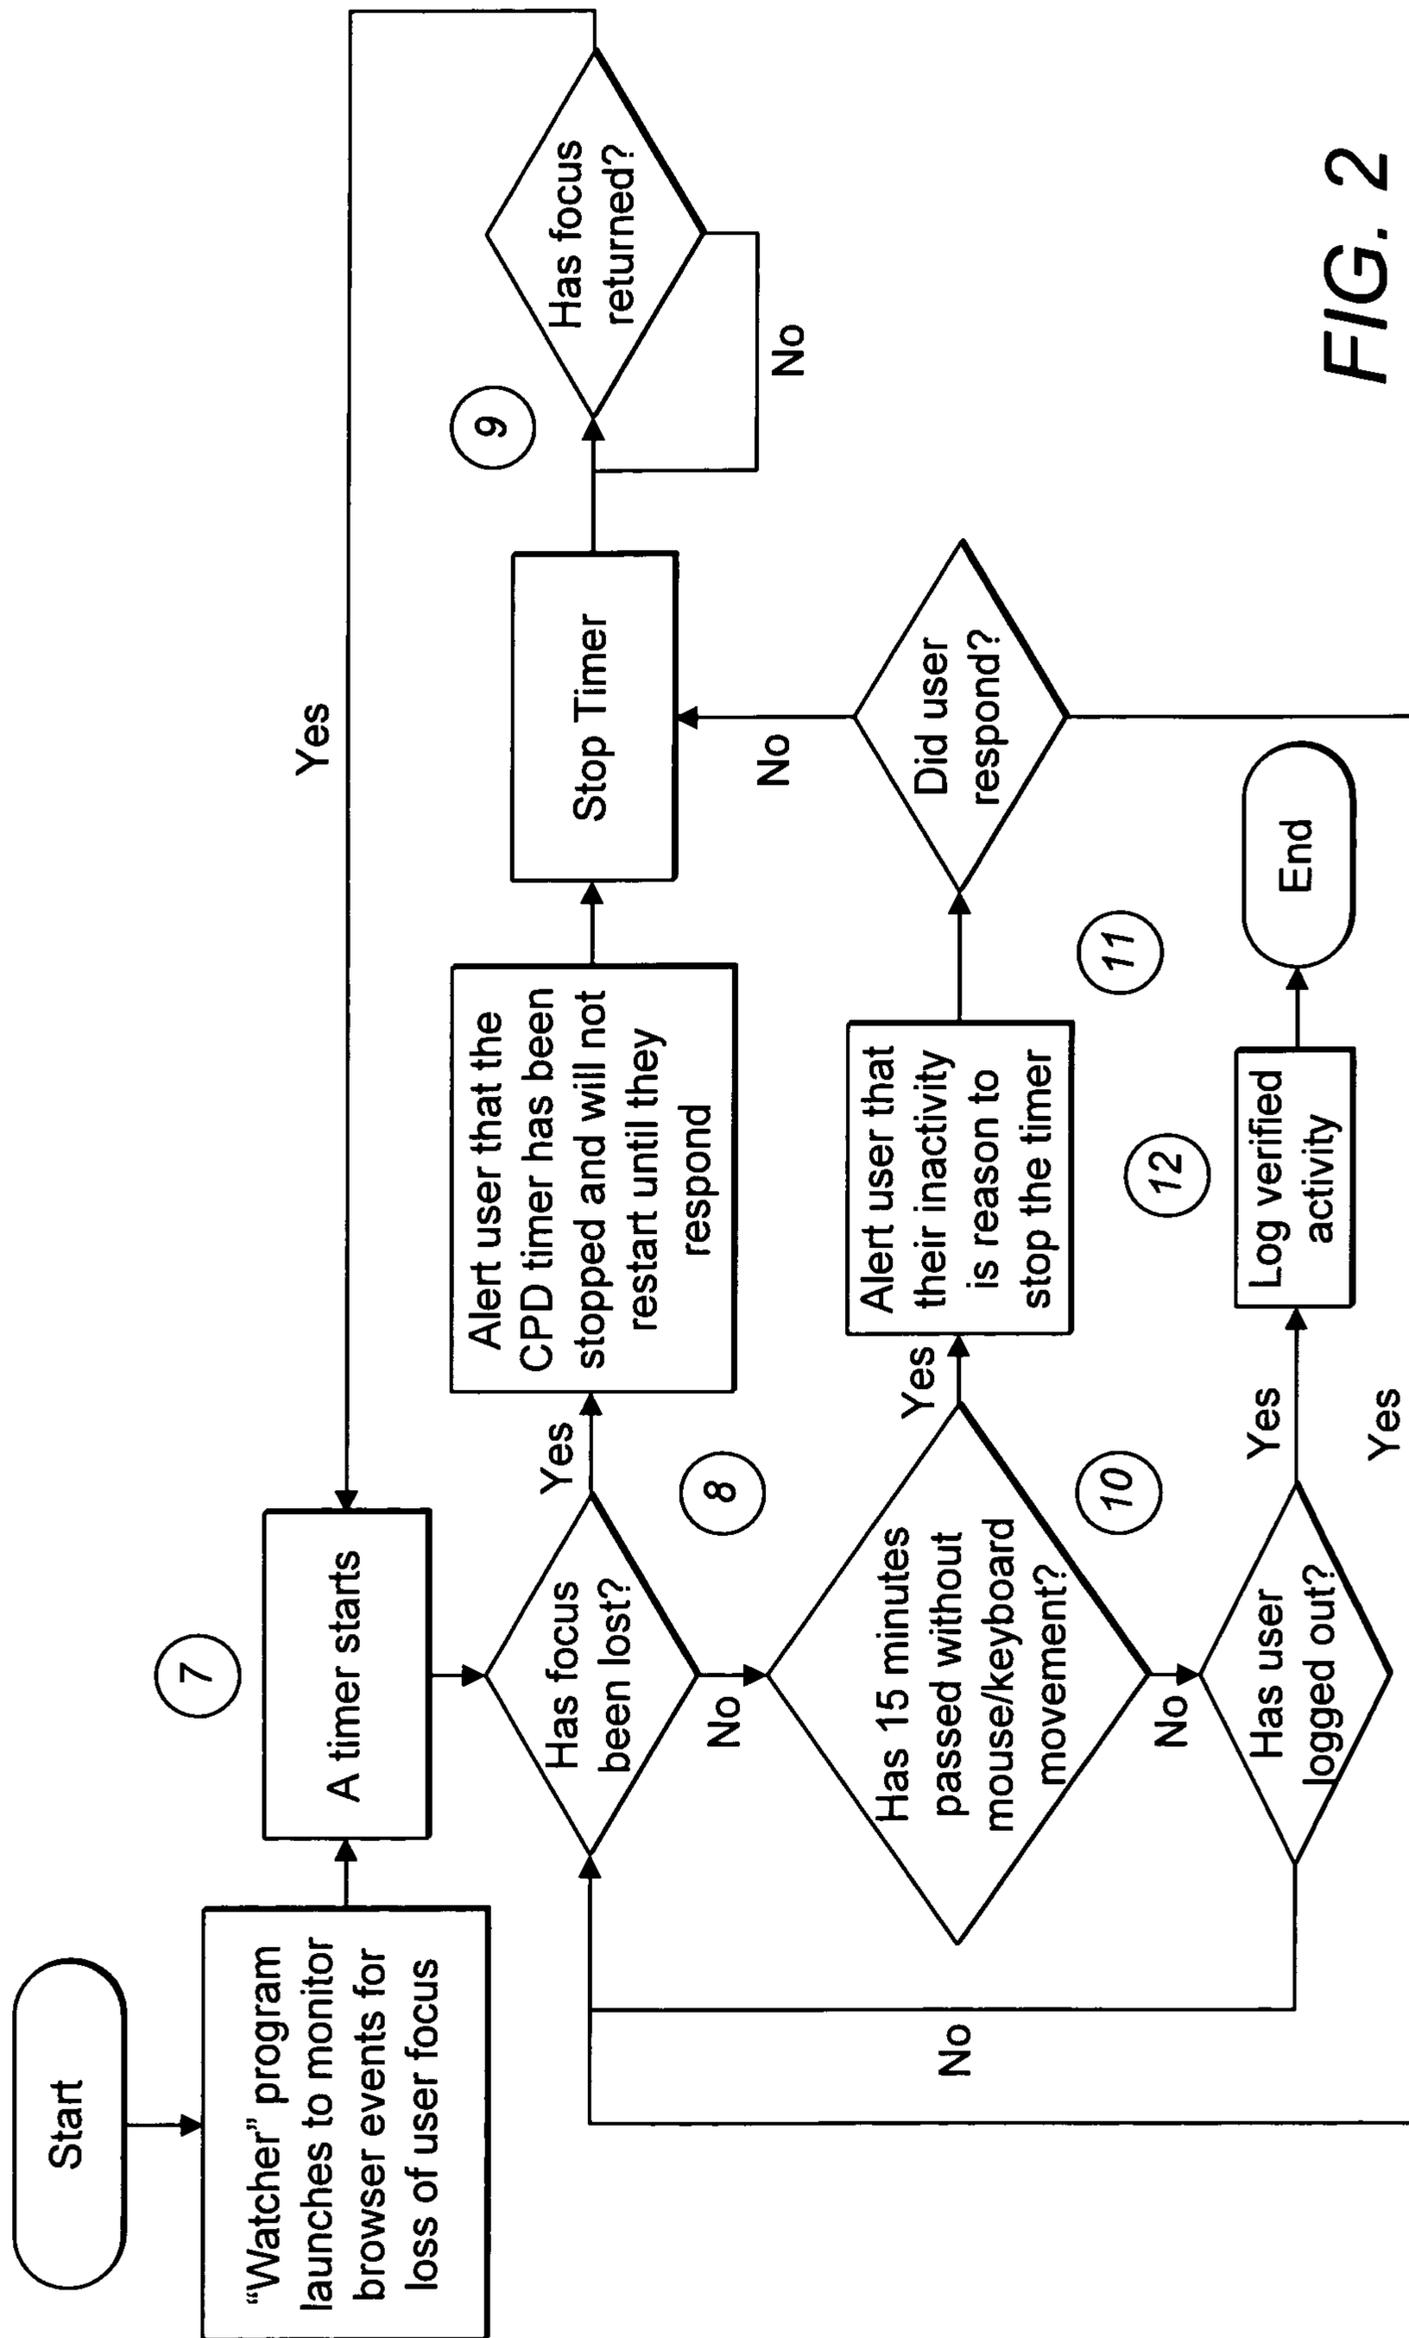 Start
“Watcher” program
launches to monitor
browser events for
loss of user focus
7
A timer starts
Yes
Has focus
been lost?
Yes
No
8
Alert user that the
CPD timer has been
stopped and will not
restart until they
respond
Stop Timer
9
Has focus
returned?
No
Has 15 minutes
passed without
mouse/keyboard
movement?
Yes
No
10
Alert user that
their inactivity
is reason to
stop the timer
11
Did user
respond?
No
Has user
logged out?
Yes
No
12
Log verified
activity
End
Yes
FIG. 2